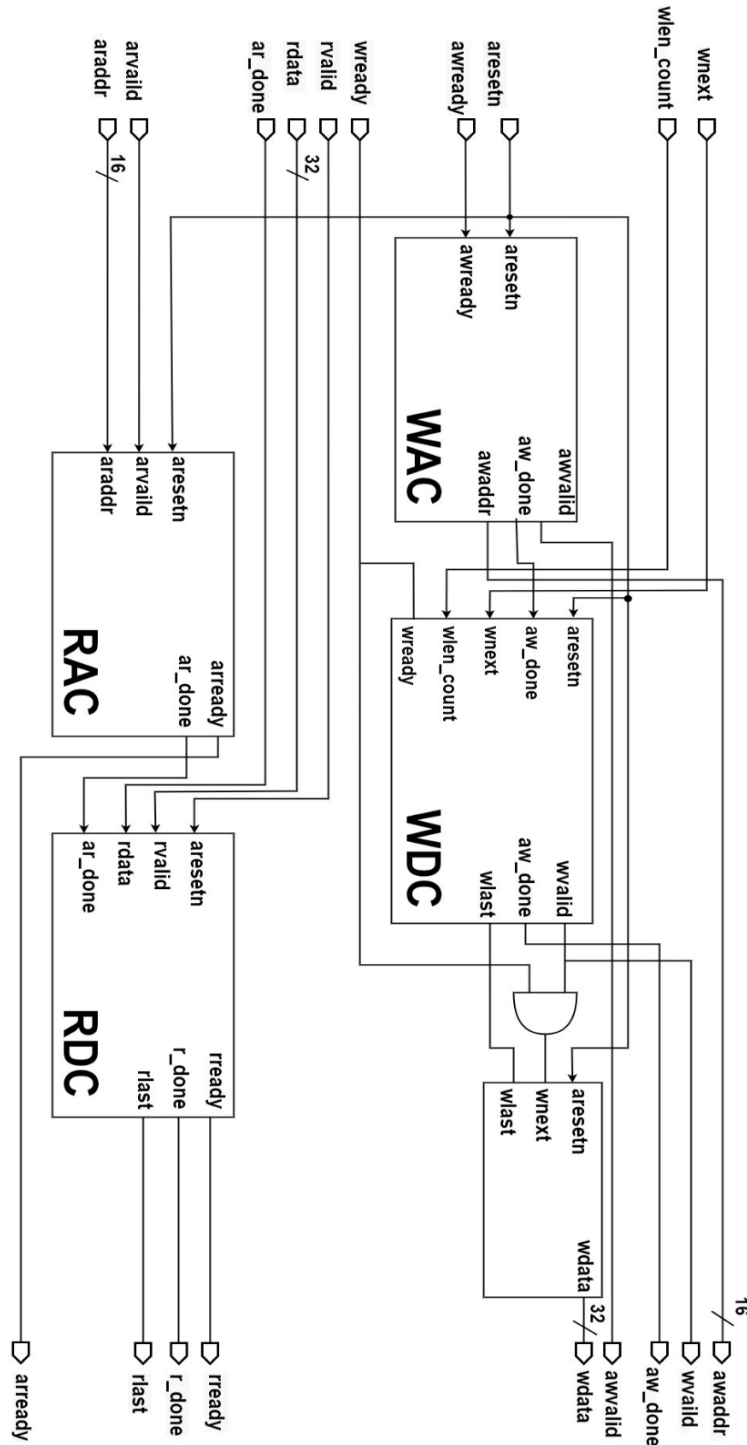 wnext
wlen_count
aresetn
awready
wready
rvalid
rdata
32
ar_done
arvaild
araddr
16
aresetn
awready
WAC
awvalid
aw_done
awaddr
aresetn
aw_done
wnext
wlen_count
wready
WDC
wvalid
aw_done
wlast
aresetn
wnext
wlast
wdata
aresetn
arvaild
araddr
RAC
arready
ar_done
aresetn
rvalid
rdata
ar_done
RDC
rready
r_done
rlast
16
awaddr
wvaild
aw_done
awvalid
32
wdata
rready
r_done
rlast
arready